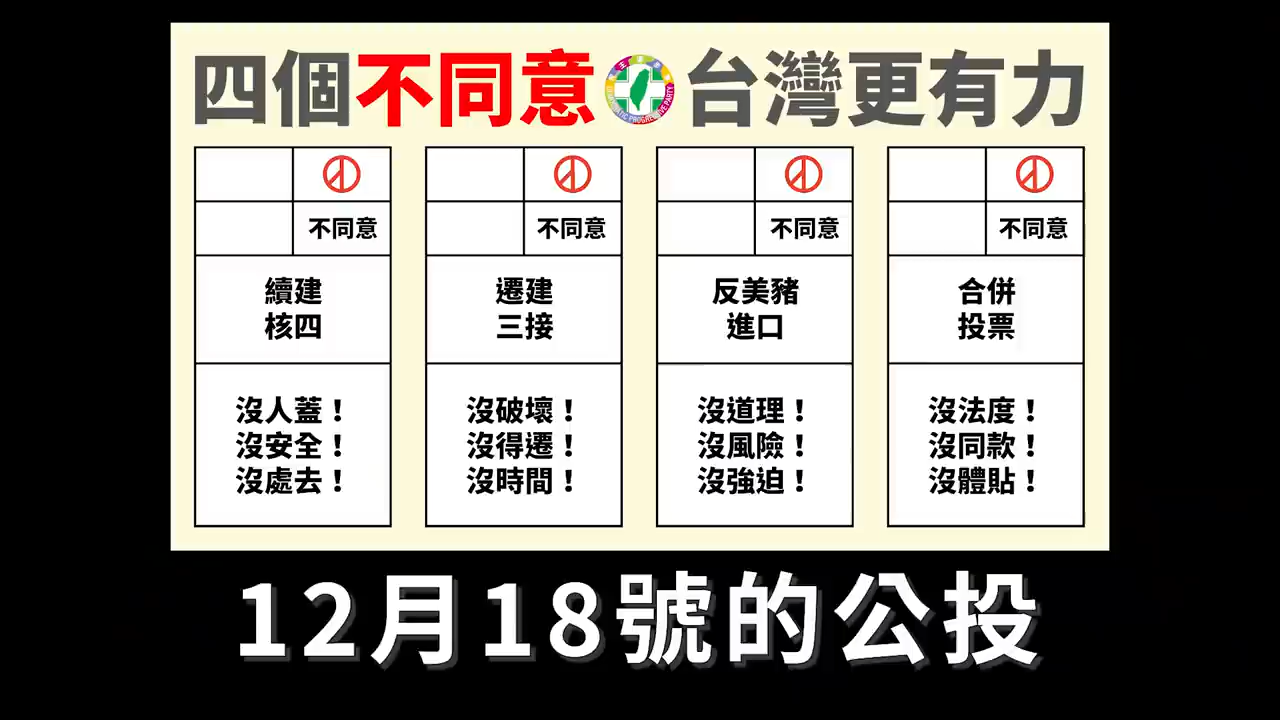 四個不同意 台灣更有力
不同意
續建
核四
沒人蓋！
沒安全！
沒處去！
不同意
遷建
三接
沒破壞！
沒得遷！
沒時間！
不同意
反美豬
進口
沒道理！
沒風險！
沒強迫！
不同意
合併
投票
沒法度！
沒同款！
沒體貼！
12月18號的公投